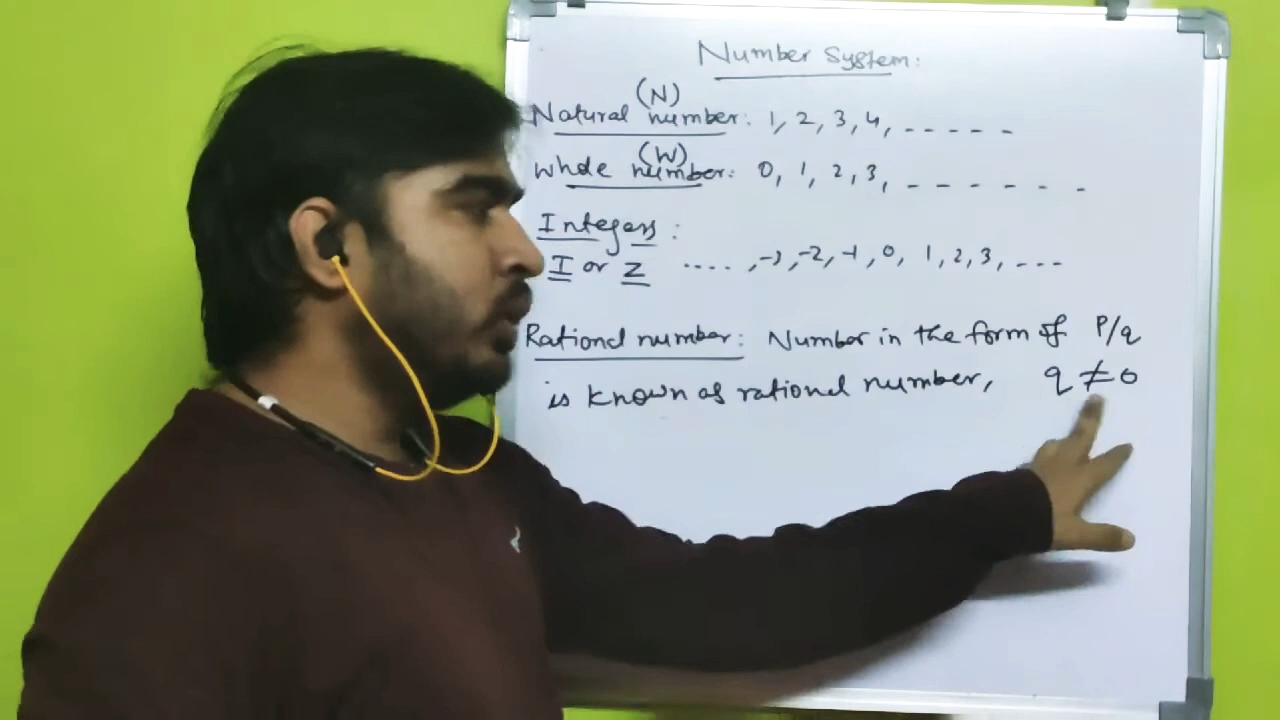 Number System:
(N)
Natural number: 1, 2, 3, 4, - - - - -
(W)
Whole number: 0, 1, 2, 3, - - - - - -
Integers:
I or Z ...., -3, -2, -1, 0, 1, 2, 3, - - -
Rational number: Number in the form of P/q
is known as rational number, q ≠ 0